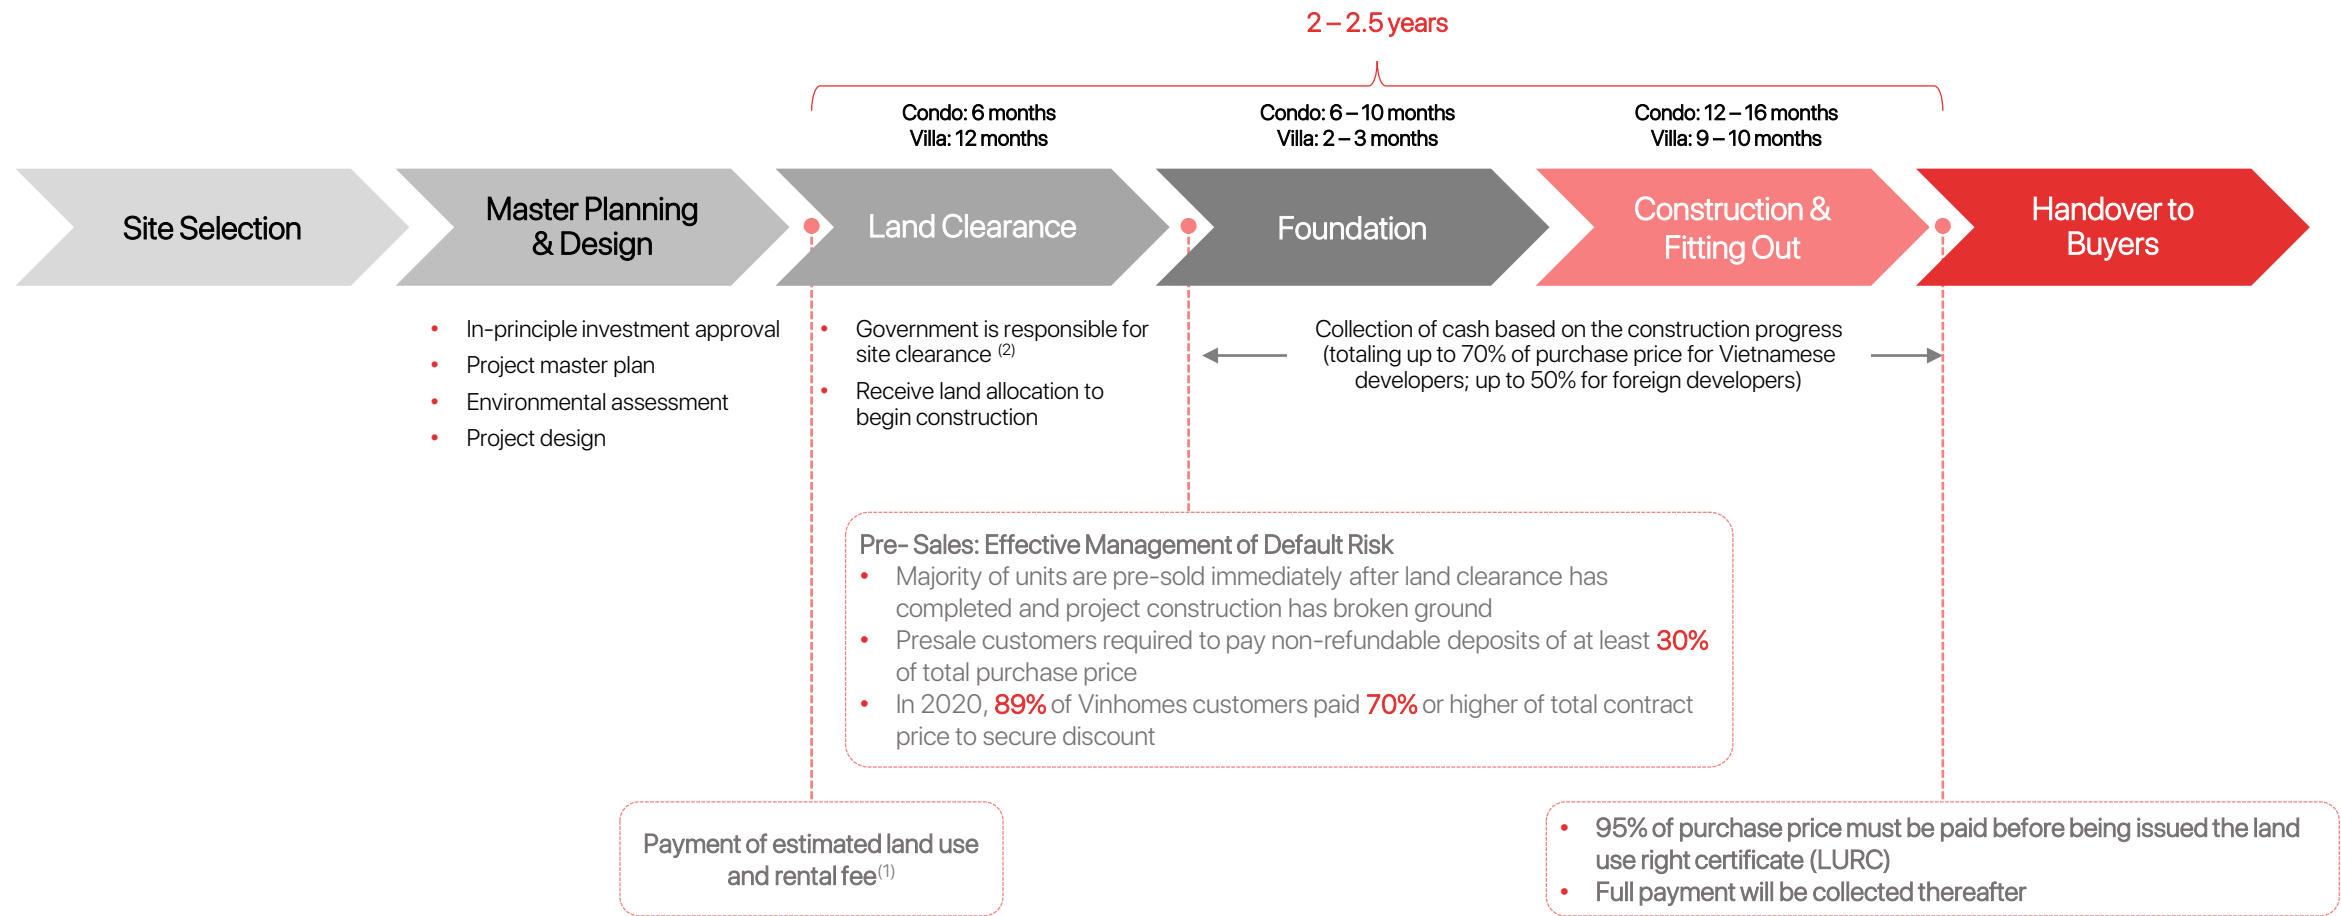 2 – 2.5 years
Condo: 6 months
Villa: 12 months
Condo: 6 – 10 months
Villa: 2 – 3 months
Condo: 12 – 16 months
Villa: 9 – 10 months
Site Selection
Master Planning
& Design
Land Clearance
Foundation
Construction &
Fitting Out
Handover to
Buyers
• In-principle investment approval
• Project master plan
• Environmental assessment
• Project design
• Government is responsible for
site clearance (2)
• Receive land allocation to
begin construction
Collection of cash based on the construction progress
(totaling up to 70% of purchase price for Vietnamese
developers; up to 50% for foreign developers)
Pre- Sales: Effective Management of Default Risk
• Majority of units are pre-sold immediately after land clearance has
completed and project construction has broken ground
• Presale customers required to pay non-refundable deposits of at least 30%
of total purchase price
• In 2020, 89% of Vinhomes customers paid 70% or higher of total contract
price to secure discount
Payment of estimated land use
and rental fee(1)
• 95% of purchase price must be paid before being issued the land
use right certificate (LURC)
• Full payment will be collected thereafter